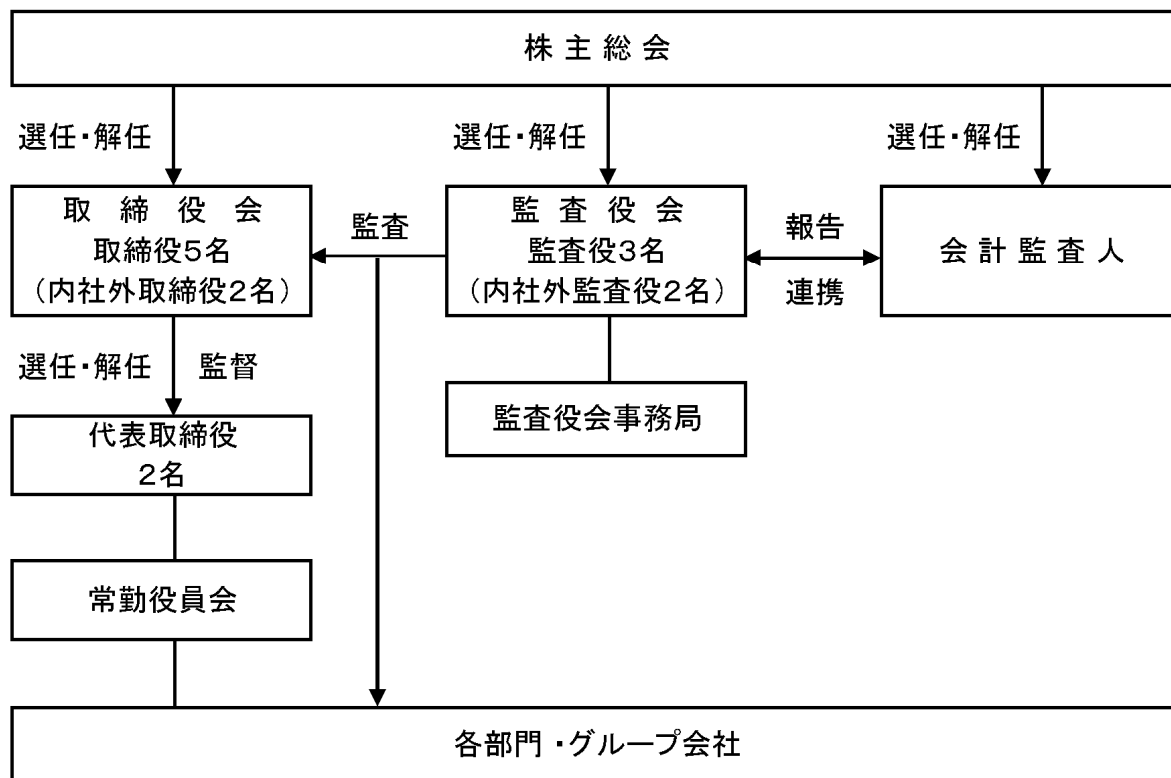 株主総会
選任・解任
選任・解任
選任・解任
取締役会
取締役5名
（内社外取締役2名）
監査
監査役会
監査役3名
（内社外監査役2名）
報告
連携
会計監査人
選任・解任
監督
代表取締役
2名
監査役会事務局
常勤役員会
各部門・グループ会社